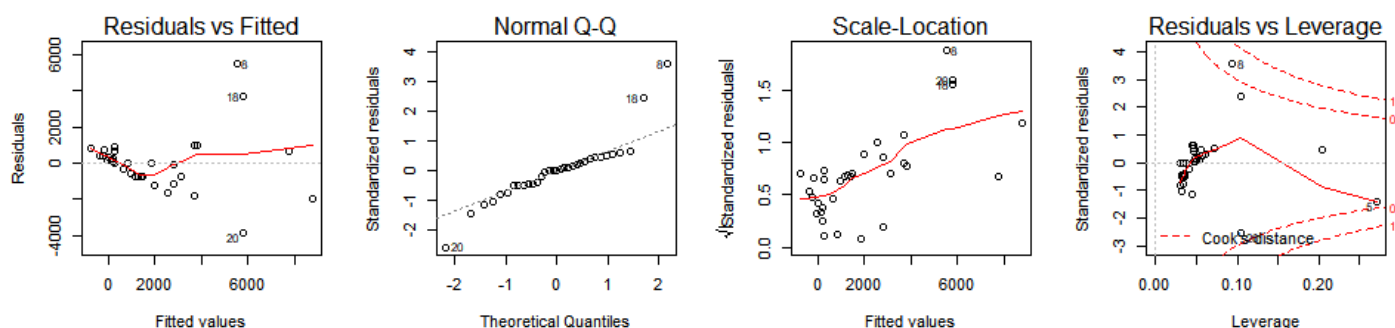 Residuals vs Fitted
Residuals
-4000 0 2000 6000
8
18
20
0 2000 6000
Fitted values
Normal Q-Q
Standardized residuals
-2 -1 0 1 2 3 4
8
18
20
-2 -1 0 1 2
Theoretical Quantiles
Scale-Location
√|Standardized residuals|
0.0 0.5 1.0 1.5
8
18
0 2000 6000
Fitted values
Residuals vs Leverage
Standardized residuals
-3 -2 -1 0 1 2 3 4
8
5
Cook's distance
1
0
0
1
0.00 0.10 0.20
Leverage